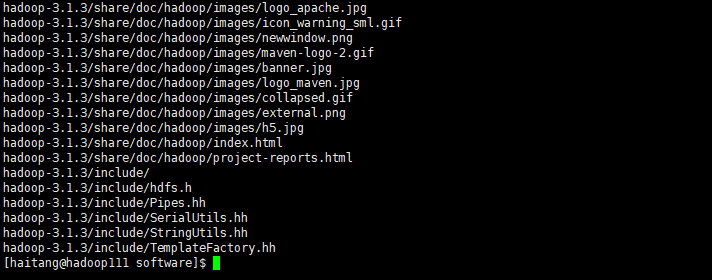 hadoop-3.1.3/share/doc/hadoop/images/logo_apache.jpg
hadoop-3.1.3/share/doc/hadoop/images/icon_warning_sml.gif
hadoop-3.1.3/share/doc/hadoop/images/newwindow.png
hadoop-3.1.3/share/doc/hadoop/images/maven-logo-2.gif
hadoop-3.1.3/share/doc/hadoop/images/banner.jpg
hadoop-3.1.3/share/doc/hadoop/images/logo_maven.jpg
hadoop-3.1.3/share/doc/hadoop/images/collapsed.gif
hadoop-3.1.3/share/doc/hadoop/images/external.png
hadoop-3.1.3/share/doc/hadoop/images/h5.jpg
hadoop-3.1.3/share/doc/hadoop/index.html
hadoop-3.1.3/share/doc/hadoop/project-reports.html
hadoop-3.1.3/include/
hadoop-3.1.3/include/hdfs.h
hadoop-3.1.3/include/Pipes.hh
hadoop-3.1.3/include/SerialUtils.hh
hadoop-3.1.3/include/StringUtils.hh
hadoop-3.1.3/include/TemplateFactory.hh
[haitang@hadoop111 software]$